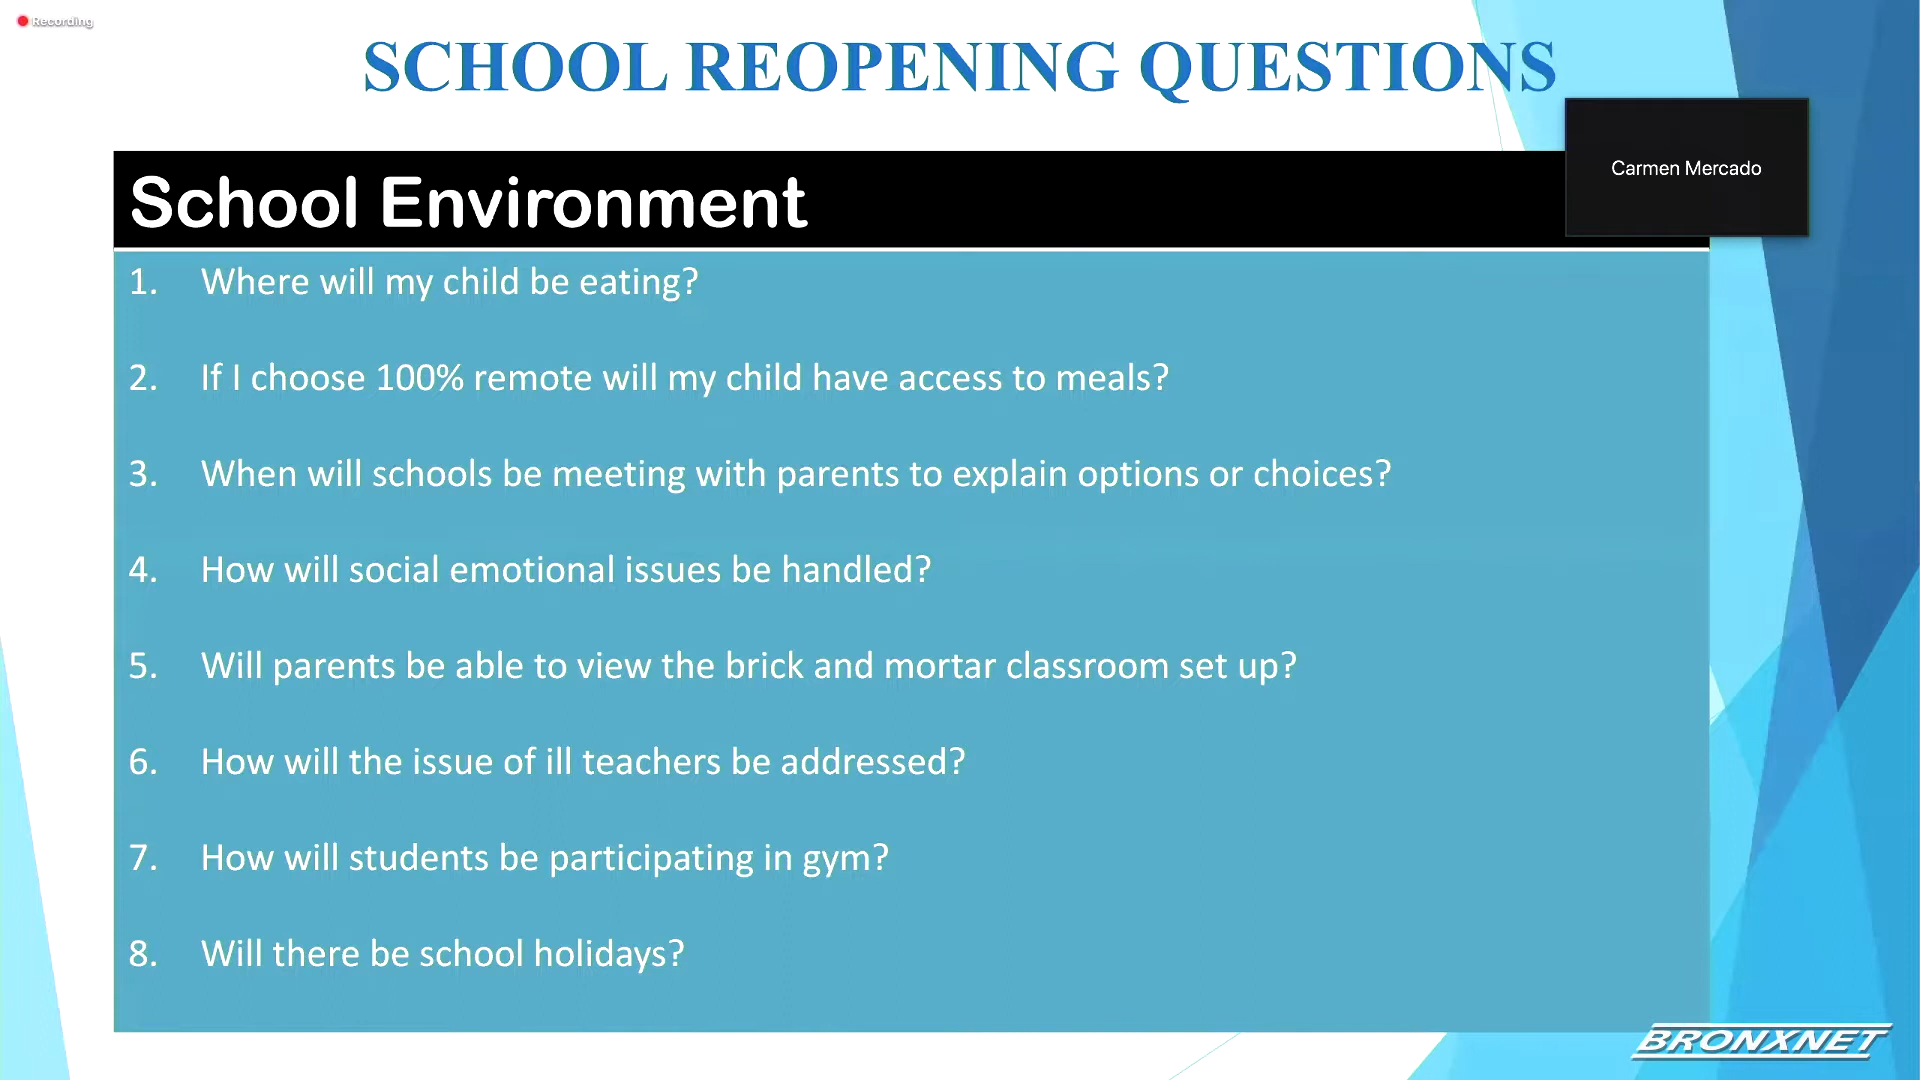 Recording
SCHOOL REOPENING QUESTIONS
Carmen Mercado
School Environment
1. Where will my child be eating?
2. If I choose 100% remote will my child have access to meals?
3. When will schools be meeting with parents to explain options or choices?
4. How will social emotional issues be handled?
5. Will parents be able to view the brick and mortar classroom set up?
6. How will the issue of ill teachers be addressed?
7. How will students be participating in gym?
8. Will there be school holidays?
BRONXNET